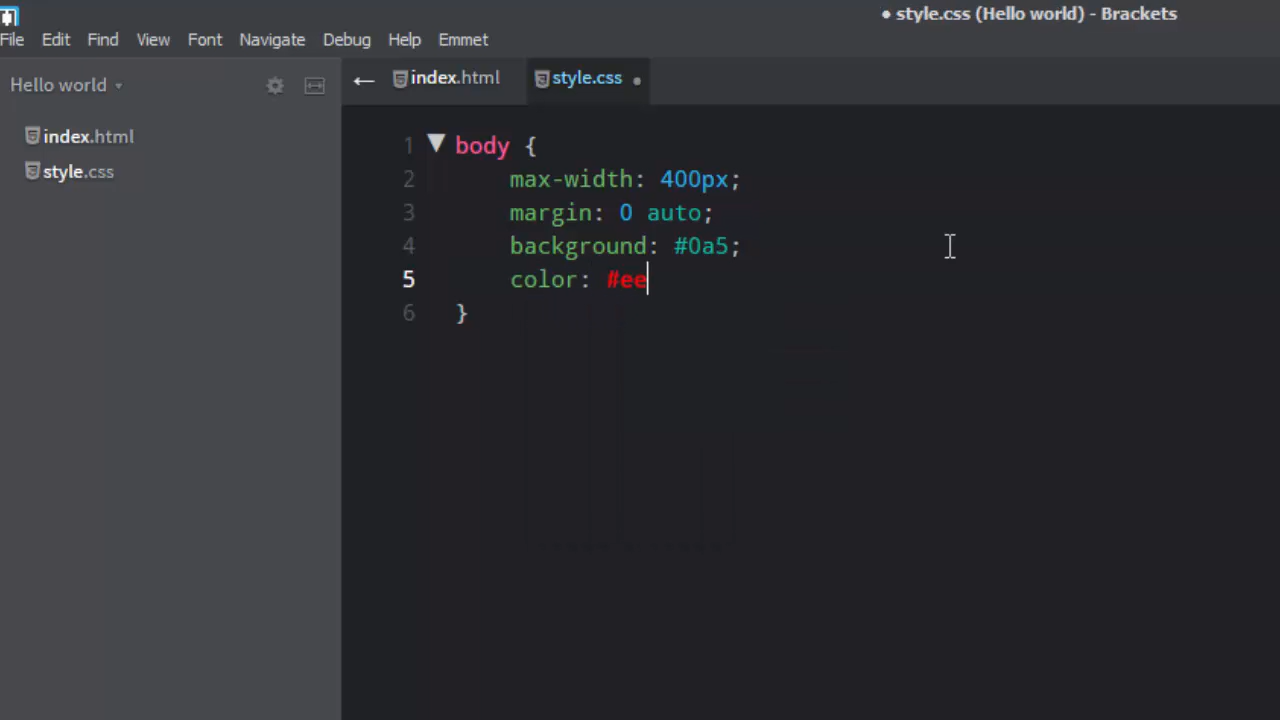 • style.css (Hello world) - Brackets
File Edit Find View Font Navigate Debug Help Emmet
Hello world
index.html
style.css
← index.html style.css •
1 body {
2 max-width: 400px;
3 margin: 0 auto;
4 background: #0a5;
5 color: #ee
6 }